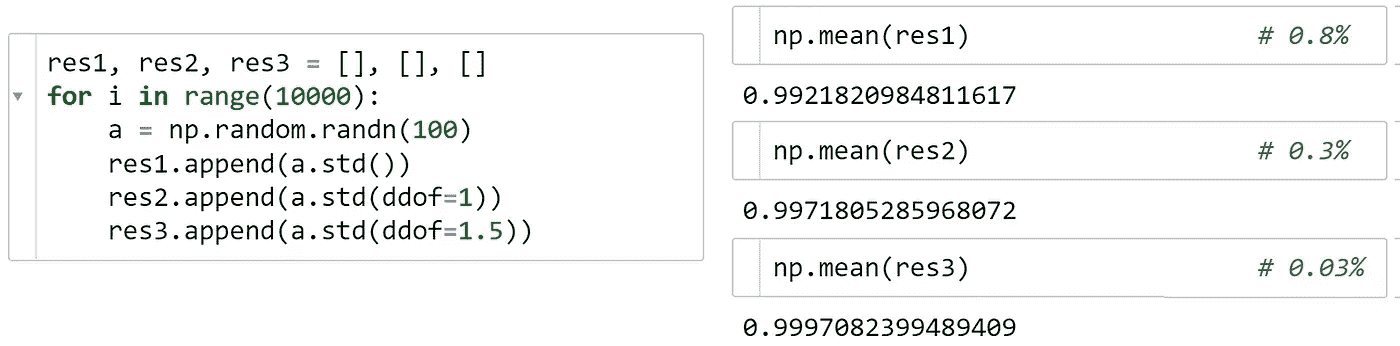 res1, res2, res3 = [], [], []
for i in range(10000):
    a = np.random.randn(100)
    res1.append(a.std())
    res2.append(a.std(ddof=1))
    res3.append(a.std(ddof=1.5))
np.mean(res1) # 0.8%
0.9921820984811617
np.mean(res2) # 0.3%
0.9971805285968072
np.mean(res3) # 0.03%
0.9997082399489409